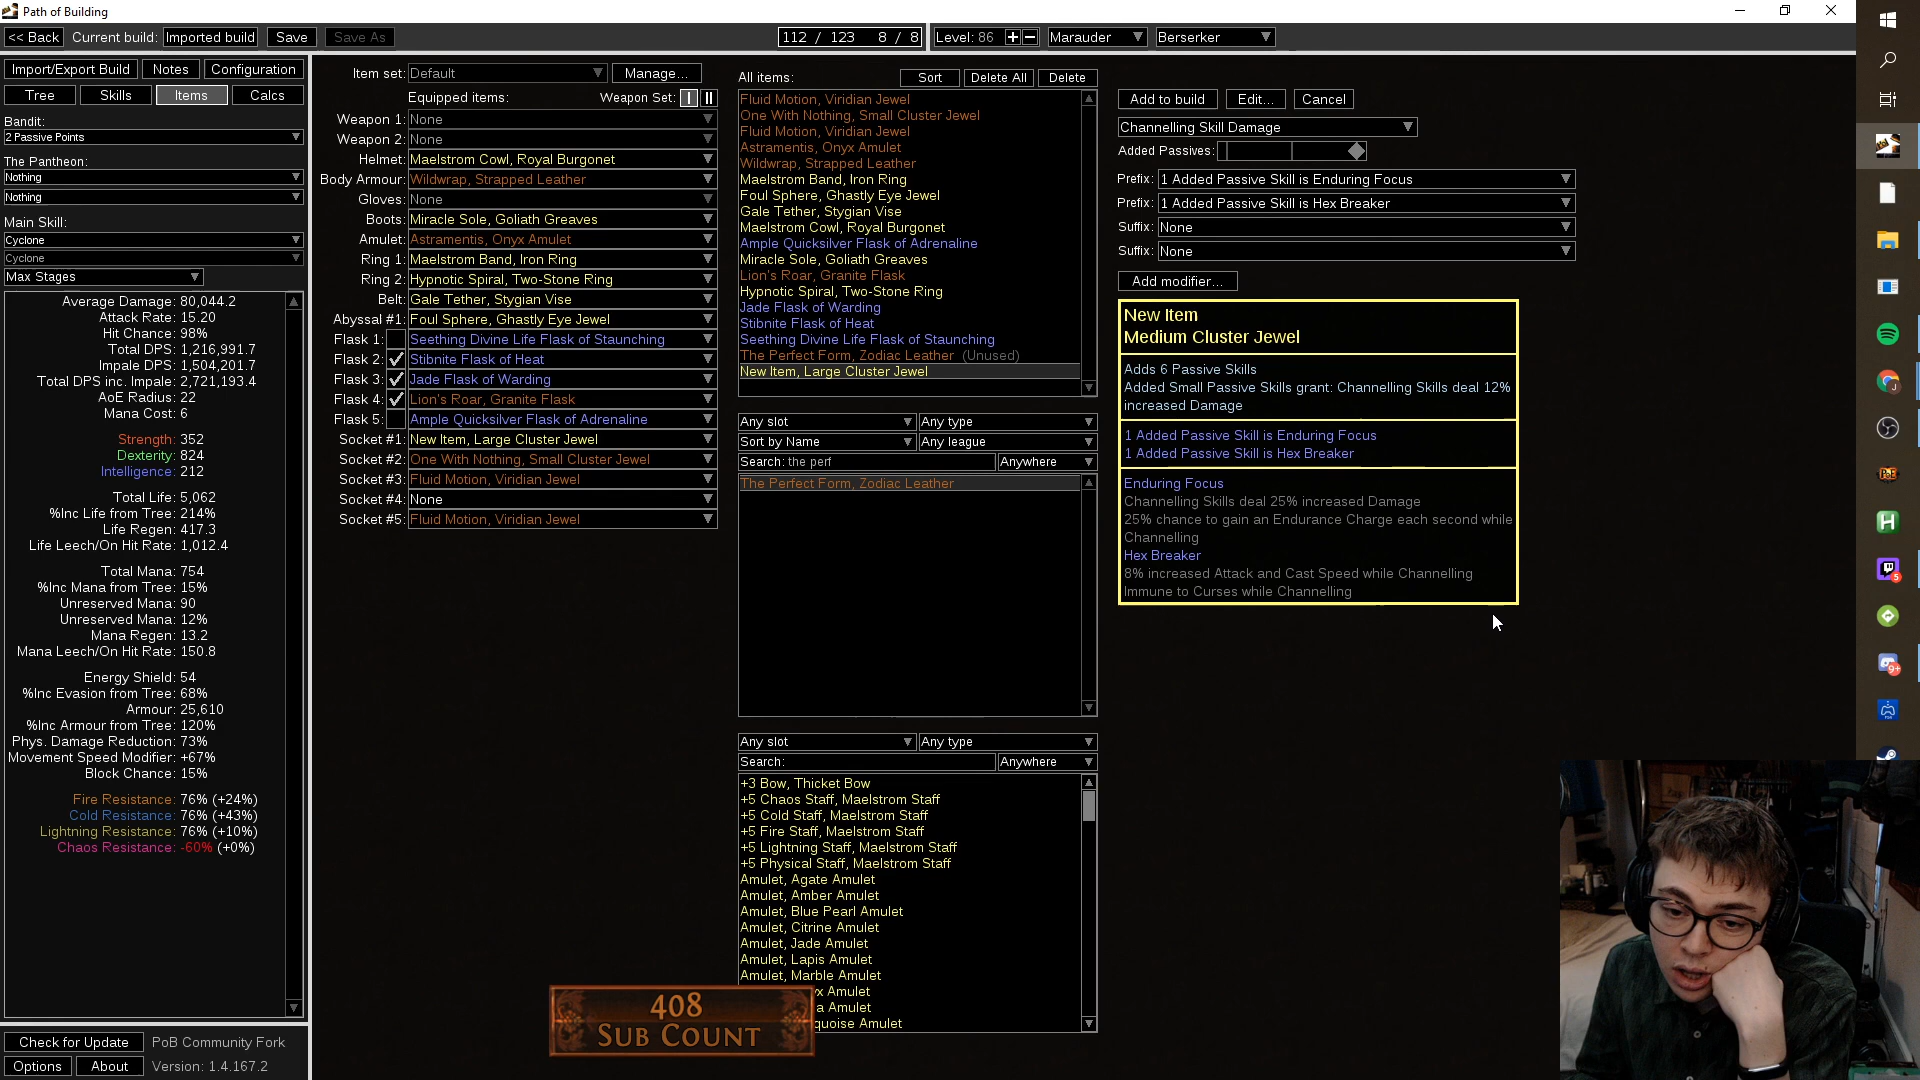 Path of Building
<< Back
Current build:
Imported build
Save
Save As
112 / 123 8 / 8
Level: 86
+
−
Marauder
Berserker
Import/Export Build
Notes
Configuration
Tree
Skills
Items
Calcs
Bandit:
2 Passive Points
The Pantheon:
Nothing
Nothing
Main Skill:
Cyclone
Cyclone
Max Stages
Average Damage: 80,044.2
Attack Rate: 15.20
Hit Chance: 98%
Total DPS: 1,216,991.7
Impale DPS: 1,504,201.7
Total DPS inc. Impale: 2,721,193.4
AoE Radius: 22
Mana Cost: 6
Strength: 352
Dexterity: 824
Intelligence: 212
Total Life: 5,062
%Inc Life from Tree: 214%
Life Regen: 417.3
Life Leech/On Hit Rate: 1,012.4
Total Mana: 754
%Inc Mana from Tree: 15%
Unreserved Mana: 90
Unreserved Mana: 12%
Mana Regen: 13.2
Mana Leech/On Hit Rate: 150.8
Energy Shield: 54
%Inc Evasion from Tree: 68%
Armour: 25,610
%Inc Armour from Tree: 120%
Phys. Damage Reduction: 73%
Movement Speed Modifier: +67%
Block Chance: 15%
Fire Resistance: 76% (+24%)
Cold Resistance: 76% (+43%)
Lightning Resistance: 76% (+10%)
Chaos Resistance: -60% (+0%)
Check for Update
PoB Community Fork
Options
About
Version: 1.4.167.2
Item set: Default
Manage...
Equipped items:
Weapon Set: I II
Weapon 1: None
Weapon 2: None
Helmet: Maelstrom Cowl, Royal Burgonet
Body Armour: Wildwrap, Strapped Leather
Gloves: None
Boots: Miracle Sole, Goliath Greaves
Amulet: Astramentis, Onyx Amulet
Ring 1: Maelstrom Band, Iron Ring
Ring 2: Hypnotic Spiral, Two-Stone Ring
Belt: Gale Tether, Stygian Vise
Abyssal #1: Foul Sphere, Ghastly Eye Jewel
Flask 1: Seething Divine Life Flask of Staunching
Flask 2: Stibnite Flask of Heat
Flask 3: Jade Flask of Warding
Flask 4: Lion's Roar, Granite Flask
Flask 5: Ample Quicksilver Flask of Adrenaline
Socket #1: New Item, Large Cluster Jewel
Socket #2: One With Nothing, Small Cluster Jewel
Socket #3: Fluid Motion, Viridian Jewel
Socket #4: None
Socket #5: Fluid Motion, Viridian Jewel
All items:
Sort
Delete All
Delete
Fluid Motion, Viridian Jewel
One With Nothing, Small Cluster Jewel
Fluid Motion, Viridian Jewel
Astramentis, Onyx Amulet
Wildwrap, Strapped Leather
Maelstrom Band, Iron Ring
Foul Sphere, Ghastly Eye Jewel
Gale Tether, Stygian Vise
Maelstrom Cowl, Royal Burgonet
Ample Quicksilver Flask of Adrenaline
Miracle Sole, Goliath Greaves
Lion's Roar, Granite Flask
Hypnotic Spiral, Two-Stone Ring
Jade Flask of Warding
Stibnite Flask of Heat
Seething Divine Life Flask of Staunching
The Perfect Form, Zodiac Leather (Unused)
New Item, Large Cluster Jewel
Any slot
Any type
Sort by Name
Any league
Search: the perf
Anywhere
The Perfect Form, Zodiac Leather
Any slot
Any type
Search:
Anywhere
+3 Bow, Thicket Bow
+5 Chaos Staff, Maelstrom Staff
+5 Cold Staff, Maelstrom Staff
+5 Fire Staff, Maelstrom Staff
+5 Lightning Staff, Maelstrom Staff
+5 Physical Staff, Maelstrom Staff
Amulet, Agate Amulet
Amulet, Amber Amulet
Amulet, Blue Pearl Amulet
Amulet, Citrine Amulet
Amulet, Jade Amulet
Amulet, Lapis Amulet
Amulet, Marble Amulet
yx Amulet
a Amulet
quoise Amulet
408
SUB COUNT
Add to build
Edit...
Cancel
Channelling Skill Damage
Added Passives:
Prefix: 1 Added Passive Skill is Enduring Focus
Prefix: 1 Added Passive Skill is Hex Breaker
Suffix: None
Suffix: None
Add modifier...
New Item
Medium Cluster Jewel
Adds 6 Passive Skills
Added Small Passive Skills grant: Channelling Skills deal 12%
increased Damage
1 Added Passive Skill is Enduring Focus
1 Added Passive Skill is Hex Breaker
Enduring Focus
Channelling Skills deal 25% increased Damage
25% chance to gain an Endurance Charge each second while
Channelling
Hex Breaker
8% increased Attack and Cast Speed while Channelling
Immune to Curses while Channelling
PoE
H
5
9+